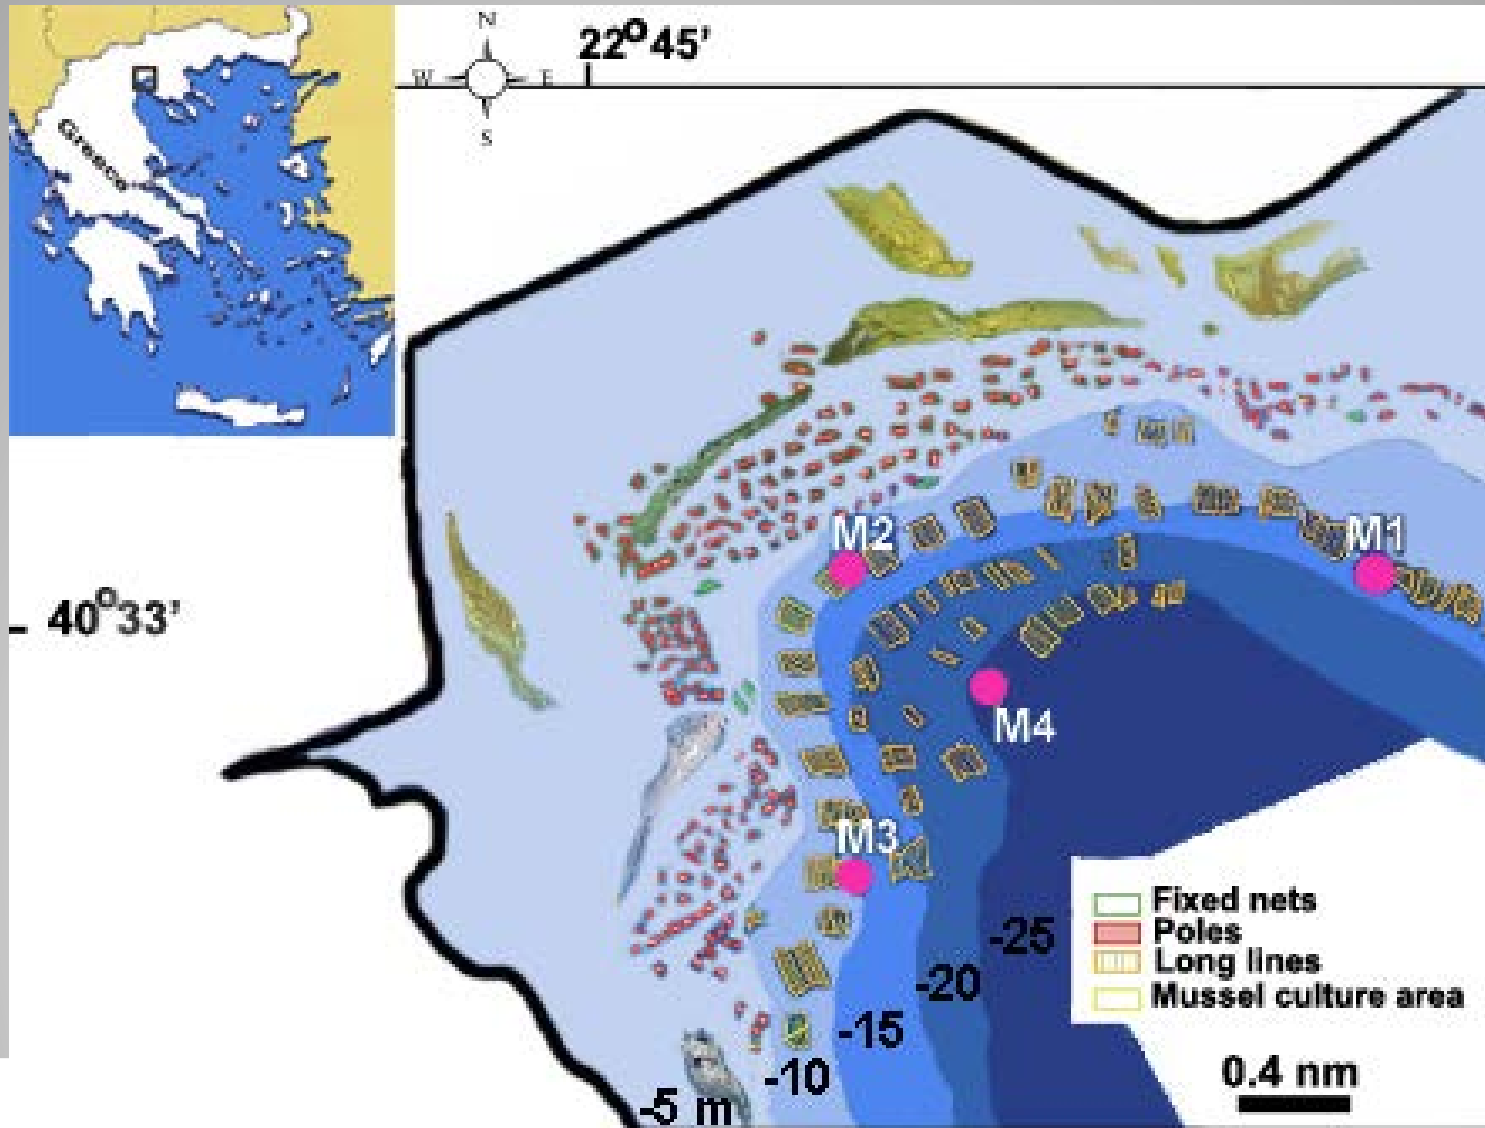 N
22°45'
W E
S
Greece
M2
M1
40°33'
M4
M3
Fixed nets
Poles
Long lines
Mussel culture area
-25
-20
-15
-10
-5 m
0.4 nm